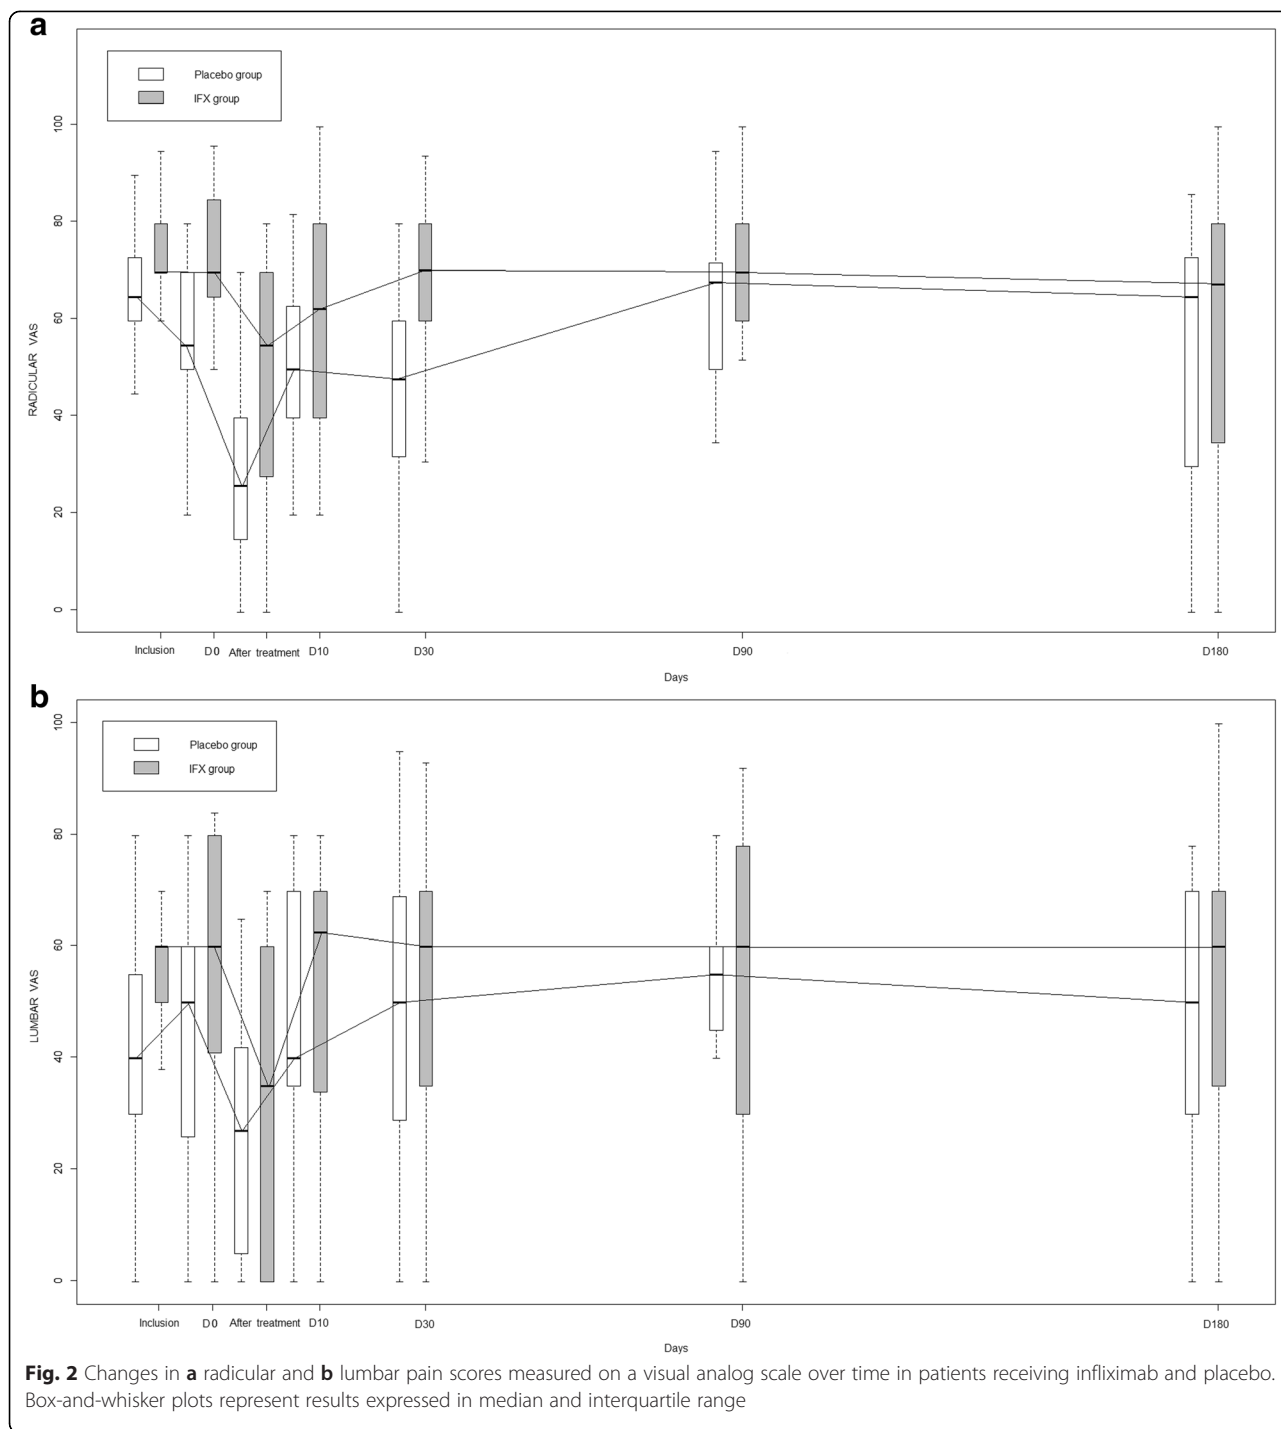 a
Placebo group
IFX group
RADICULAR VAS
100
80
60
40
20
0
Inclusion D0 After treatment D10 D30 D90 D180
Days
b
Placebo group
IFX group
LUMBAR VAS
100
80
60
40
20
0
Inclusion D0 After treatment D10 D30 D90 D180
Days
Fig. 2 Changes in a radicular and b lumbar pain scores measured on a visual analog scale over time in patients receiving infliximab and placebo.
Box-and-whisker plots represent results expressed in median and interquartile range